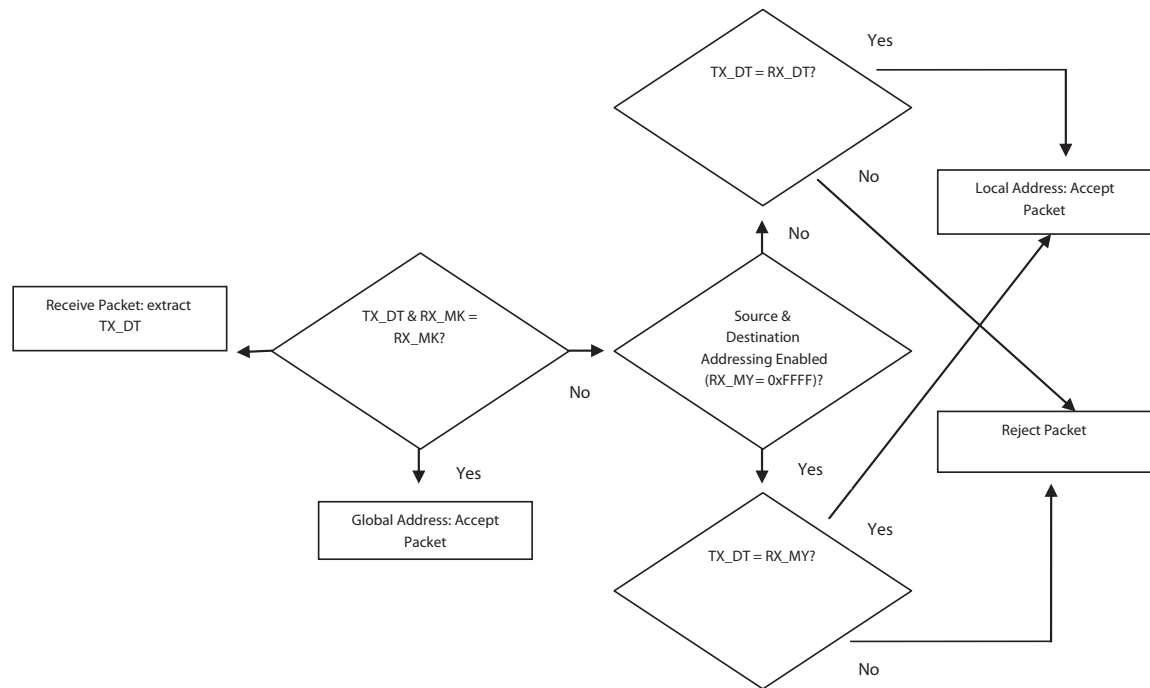 Receive Packet: extract
TX_DT
TX_DT & RX_MK =
RX_MK?
No
Yes
Global Address: Accept
Packet
Source &
Destination
Addressing Enabled
(RX_MY = 0xFFFF)?
No
Yes
TX_DT = RX_DT?
Yes
No
Local Address: Accept
Packet
Reject Packet
TX_DT = RX_MY?
Yes
No